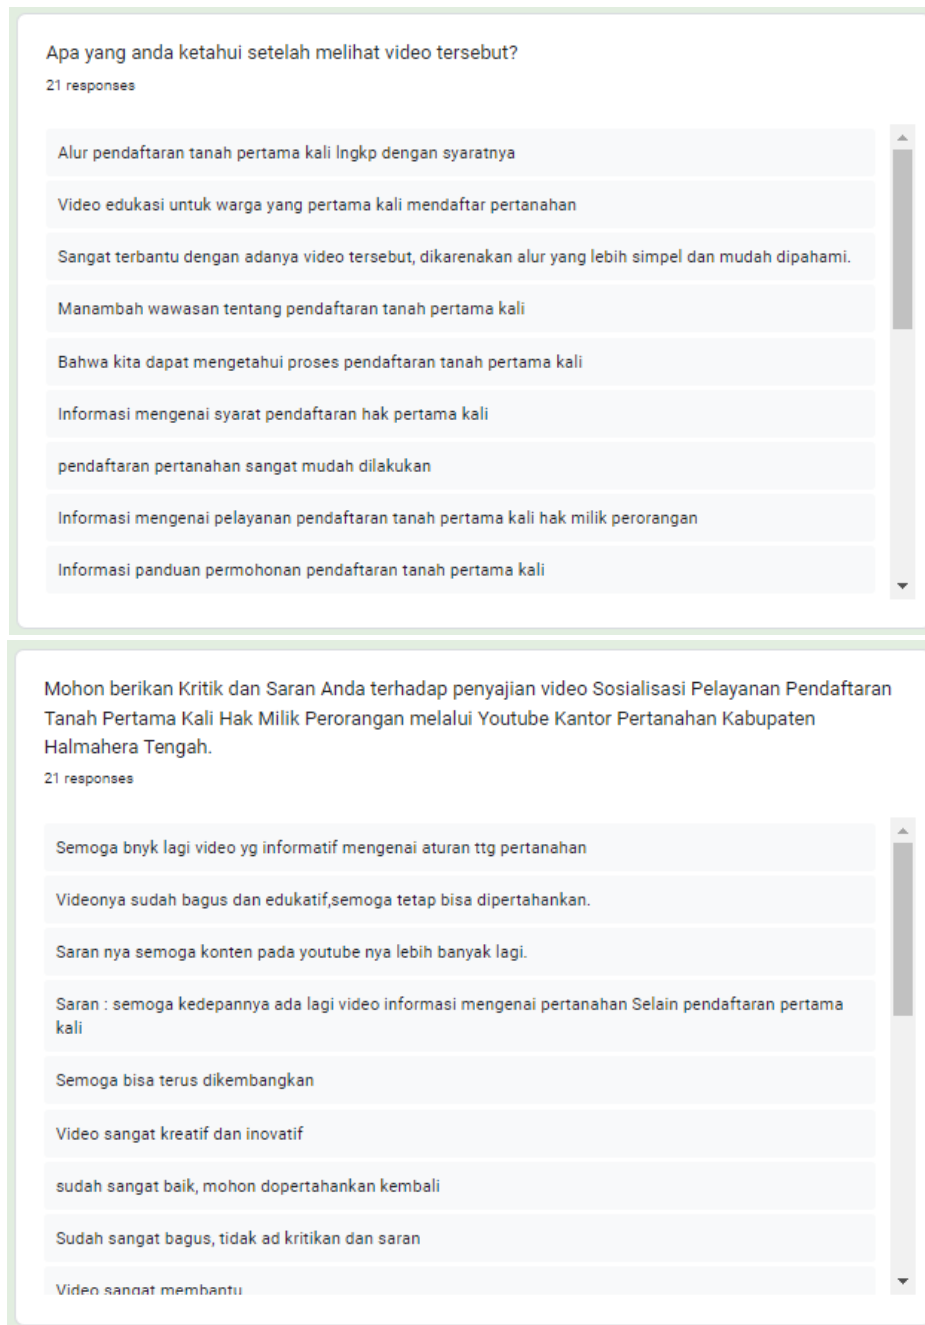 Apa yang anda ketahui setelah melihat video tersebut?
21 responses
Alur pendaftaran tanah pertama kali lngkp dengan syaratnya
Video edukasi untuk warga yang pertama kali mendaftar pertanahan
Sangat terbantu dengan adanya video tersebut, dikarenakan alur yang lebih simpel dan mudah dipahami.
Manambah wawasan tentang pendaftaran tanah pertama kali
Bahwa kita dapat mengetahui proses pendaftaran tanah pertama kali
Informasi mengenai syarat pendaftaran hak pertama kali
pendaftaran pertanahan sangat mudah dilakukan
Informasi mengenai pelayanan pendaftaran tanah pertama kali hak milik perorangan
Informasi panduan permohonan pendaftaran tanah pertama kali
Mohon berikan Kritik dan Saran Anda terhadap penyajian video Sosialisasi Pelayanan Pendaftaran
Tanah Pertama Kali Hak Milik Perorangan melalui Youtube Kantor Pertanahan Kabupaten
Halmahera Tengah.
21 responses
Semoga bnyk lagi video yg informatif mengenai aturan ttg pertanahan
Videonya sudah bagus dan edukatif,semoga tetap bisa dipertahankan.
Saran nya semoga konten pada youtube nya lebih banyak lagi.
Saran : semoga kedepannya ada lagi video informasi mengenai pertanahan Selain pendaftaran pertama
kali
Semoga bisa terus dikembangkan
Video sangat kreatif dan inovatif
sudah sangat baik, mohon dopertahankan kembali
Sudah sangat bagus, tidak ad kritikan dan saran
Video sangat membantu